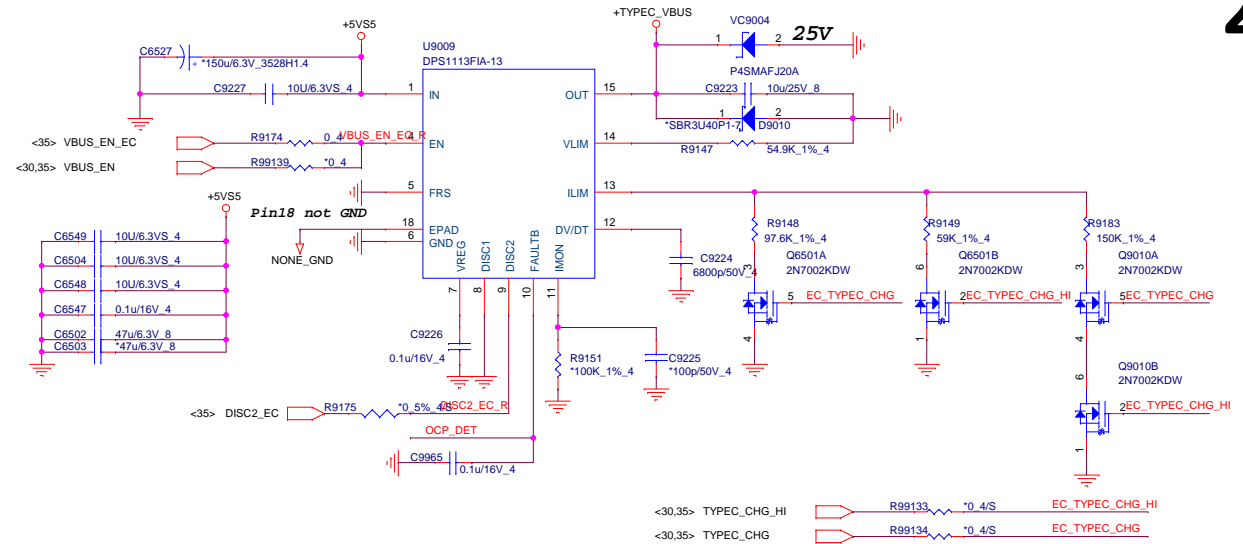 +5VS5
+TYPEC_VBUS
VC9004
1 2 25V
C6527
*150u/6.3V_3528H1.4
+
U9009
DPS1113FIA-13
P4SMAFJ20A
C9227 10U/6.3VS_4
1 IN
OUT 15
C9223 10u/25V_8
1 2
*SBR3U40P1-7 D9010
<35> VBUS_EN_EC
R9174 0_4 VBUS_EN_EC_R
4 EN
VLIM 14
R9147 54.9K_1%_4
<30,35> VBUS_EN
R99139 *0_4
5 FRS
ILIM 13
+5VS5
Pin18 not GND
18 EPAD
6 GND
DV/DT 12
NONE_GND
VREG DISC1 DISC2 FAULTB IMON
7 8 9 10 11
C6549 10U/6.3VS_4
C6504 10U/6.3VS_4
C6548 10U/6.3VS_4
C6547 0.1u/16V_4
C6502 47u/6.3V_8
C6503 *47u/6.3V_8
C9224
6800p/50V_4
R9148
97.6K_1%_4
R9149
59K_1%_4
R9183
150K_1%_4
Q6501A
2N7002KDW
Q6501B
2N7002KDW
Q9010A
2N7002KDW
3 5 EC_TYPEC_CHG 4
6 2 EC_TYPEC_CHG_HI 1
3 5 EC_TYPEC_CHG 4
C9226
0.1u/16V_4
R9151
*100K_1%_4
C9225
*100p/50V_4
Q9010B
2N7002KDW
6 2 EC_TYPEC_CHG_HI 1
<35> DISC2_EC
R9175 *0_5%_4/S DISC2_EC_R
OCP_DET
C9965
0.1u/16V_4
<30,35> TYPEC_CHG_HI
R99133 *0_4/S EC_TYPEC_CHG_HI
<30,35> TYPEC_CHG
R99134 *0_4/S EC_TYPEC_CHG